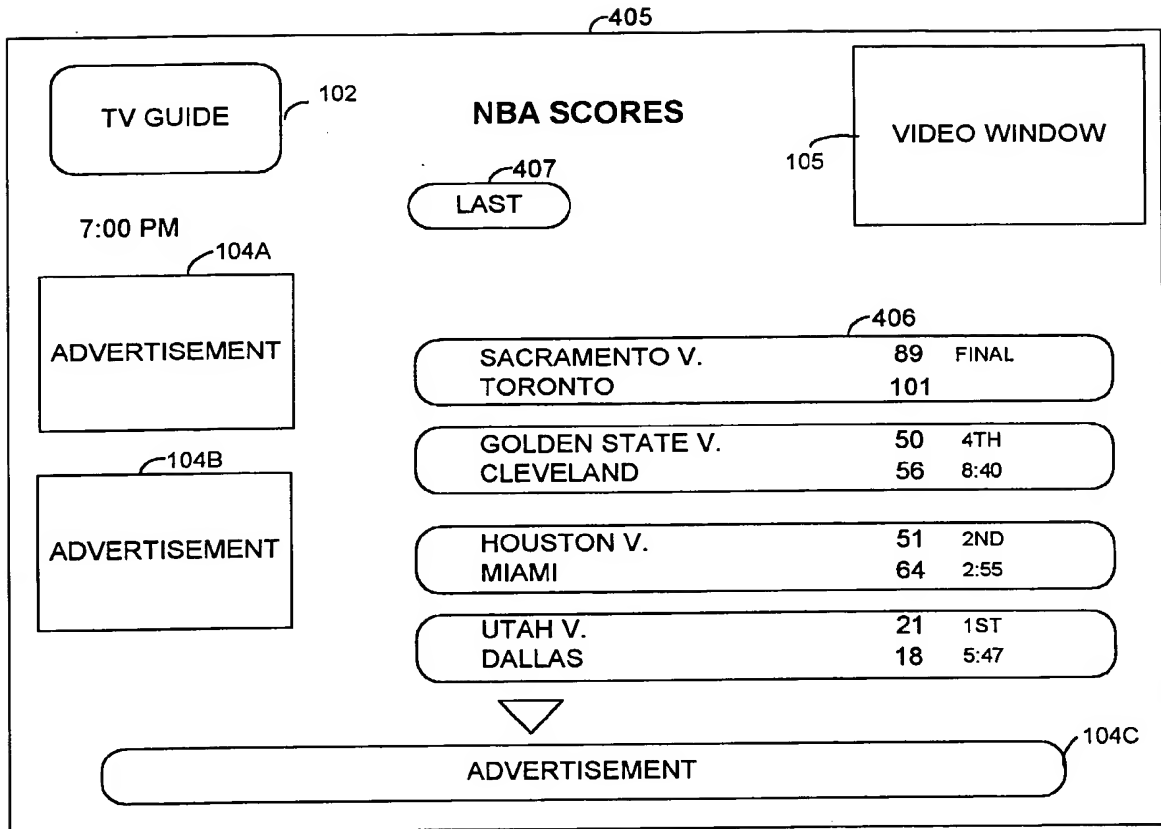 405
TV GUIDE
102
NBA SCORES
VIDEO WINDOW
105
407
LAST
7:00 PM
104A
ADVERTISEMENT
104B
ADVERTISEMENT
406
SACRAMENTO V. 89 FINAL
TORONTO 101
GOLDEN STATE V. 50 4TH
CLEVELAND 56 8:40
HOUSTON V. 51 2ND
MIAMI 64 2:55
UTAH V. 21 1ST
DALLAS 18 5:47
104C
ADVERTISEMENT